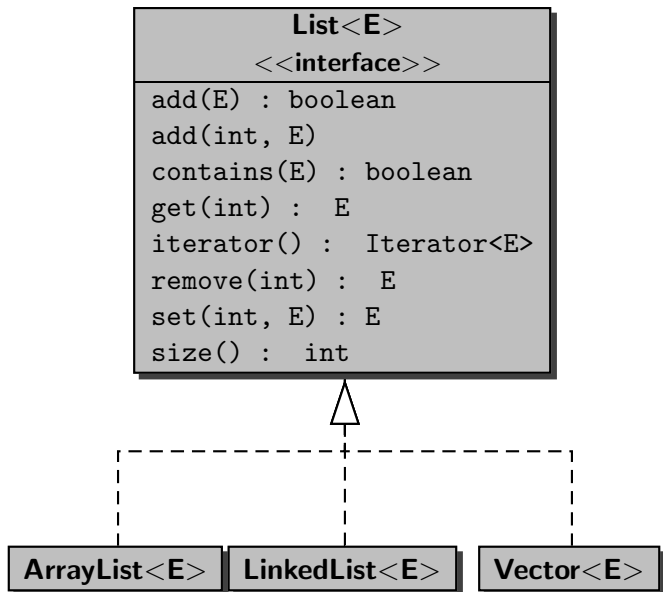 List<E>
<<interface>>
add(E) : boolean
add(int, E)
contains(E) : boolean
get(int) : E
iterator() : Iterator<E>
remove(int) : E
set(int, E) : E
size() : int
ArrayList<E> LinkedList<E> Vector<E>